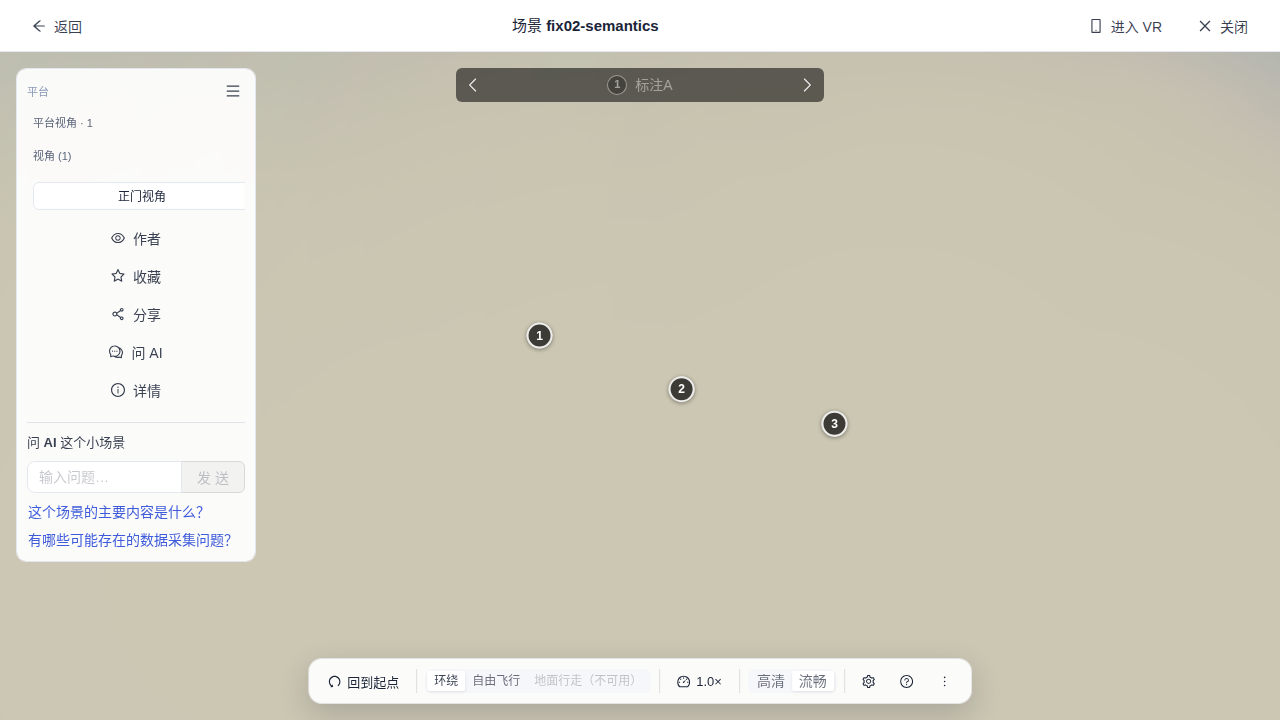 返回
场景 fix02-semantics
进入 VR
关闭
平台
平台视角 · 1
视角 (1)
正门视角
作者
收藏
分享
问 AI
详情
问 AI 这个小场景
输入问题…
发 送
这个场景的主要内容是什么?
有哪些可能存在的数据采集问题?
1 标注A
1
2
3
回到起点
环绕
自由飞行
地面行走（不可用）
1.0×
高清
流畅